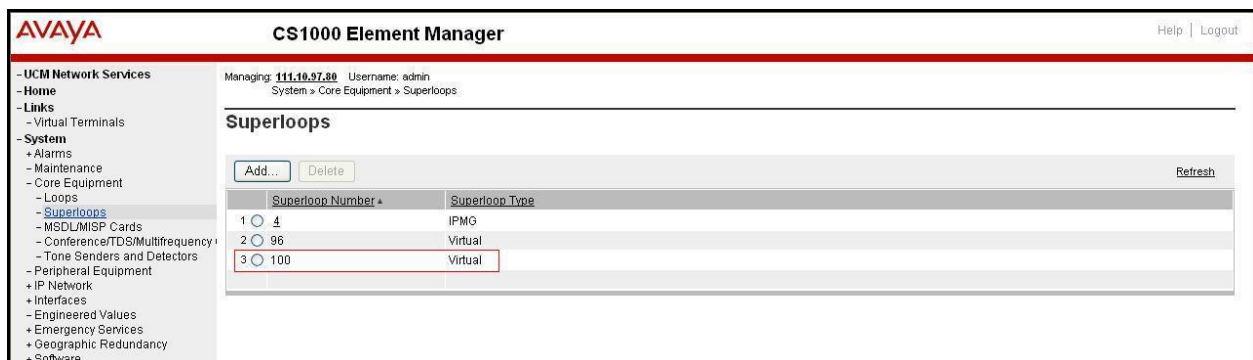 AVAYA
CS1000 Element Manager
Help | Logout
- UCM Network Services
- Home
- Links
- Virtual Terminals
- System
+ Alarms
- Maintenance
- Core Equipment
- Loops
- Superloops
- MSDL/MISP Cards
- Conference/TDS/Multifrequency
- Tone Senders and Detectors
- Peripheral Equipment
+ IP Network
+ Interfaces
- Engineered Values
+ Emergency Services
+ Geographic Redundancy
+ Software
Managing: 111.10.97.80 Username: admin
System » Core Equipment » Superloops
Superloops
Add... Delete Refresh
Superloop Number Superloop Type
1 4 IPMG
2 96 Virtual
3 100 Virtual